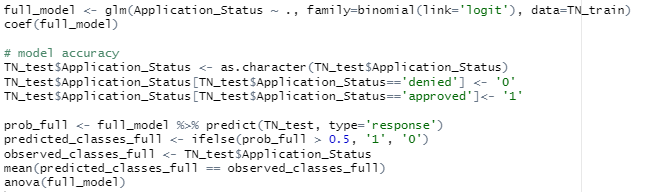 full_model <- glm(Application_Status ~ ., family=binomial(link='logit'), data=TN_train)
coef(full_model)
# model accuracy
TN_test$Application_Status <- as.character(TN_test$Application_Status)
TN_test$Application_Status[TN_test$Application_Status=='denied'] <- '0'
TN_test$Application_Status[TN_test$Application_Status=='approved']<- '1'
prob_full <- full_model %>% predict(TN_test, type='response')
predicted_classes_full <- ifelse(prob_full > 0.5, '1', '0')
observed_classes_full <- TN_test$Application_Status
mean(predicted_classes_full == observed_classes_full)
anova(full_model)